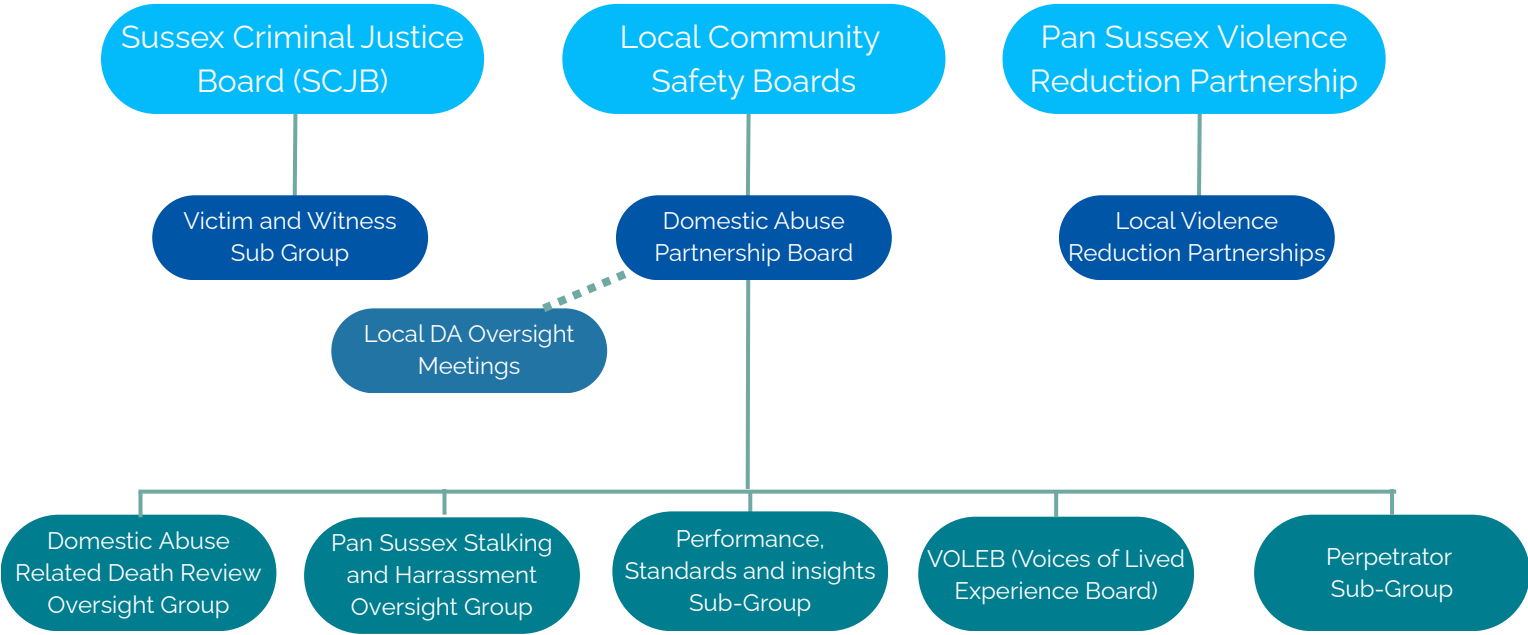 Sussex Criminal Justice
Board (SCJB)
Local Community
Safety Boards
Pan Sussex Violence
Reduction Partnership
Victim and Witness
Sub Group
Domestic Abuse
Partnership Board
Local Violence
Reduction Partnerships
Local DA Oversight
Meetings
Domestic Abuse
Related Death Review
Oversight Group
Pan Sussex Stalking
and Harrassment
Oversight Group
Performance,
Standards and insights
Sub-Group
VOLEB (Voices of Lived
Experience Board)
Perpetrator
Sub-Group